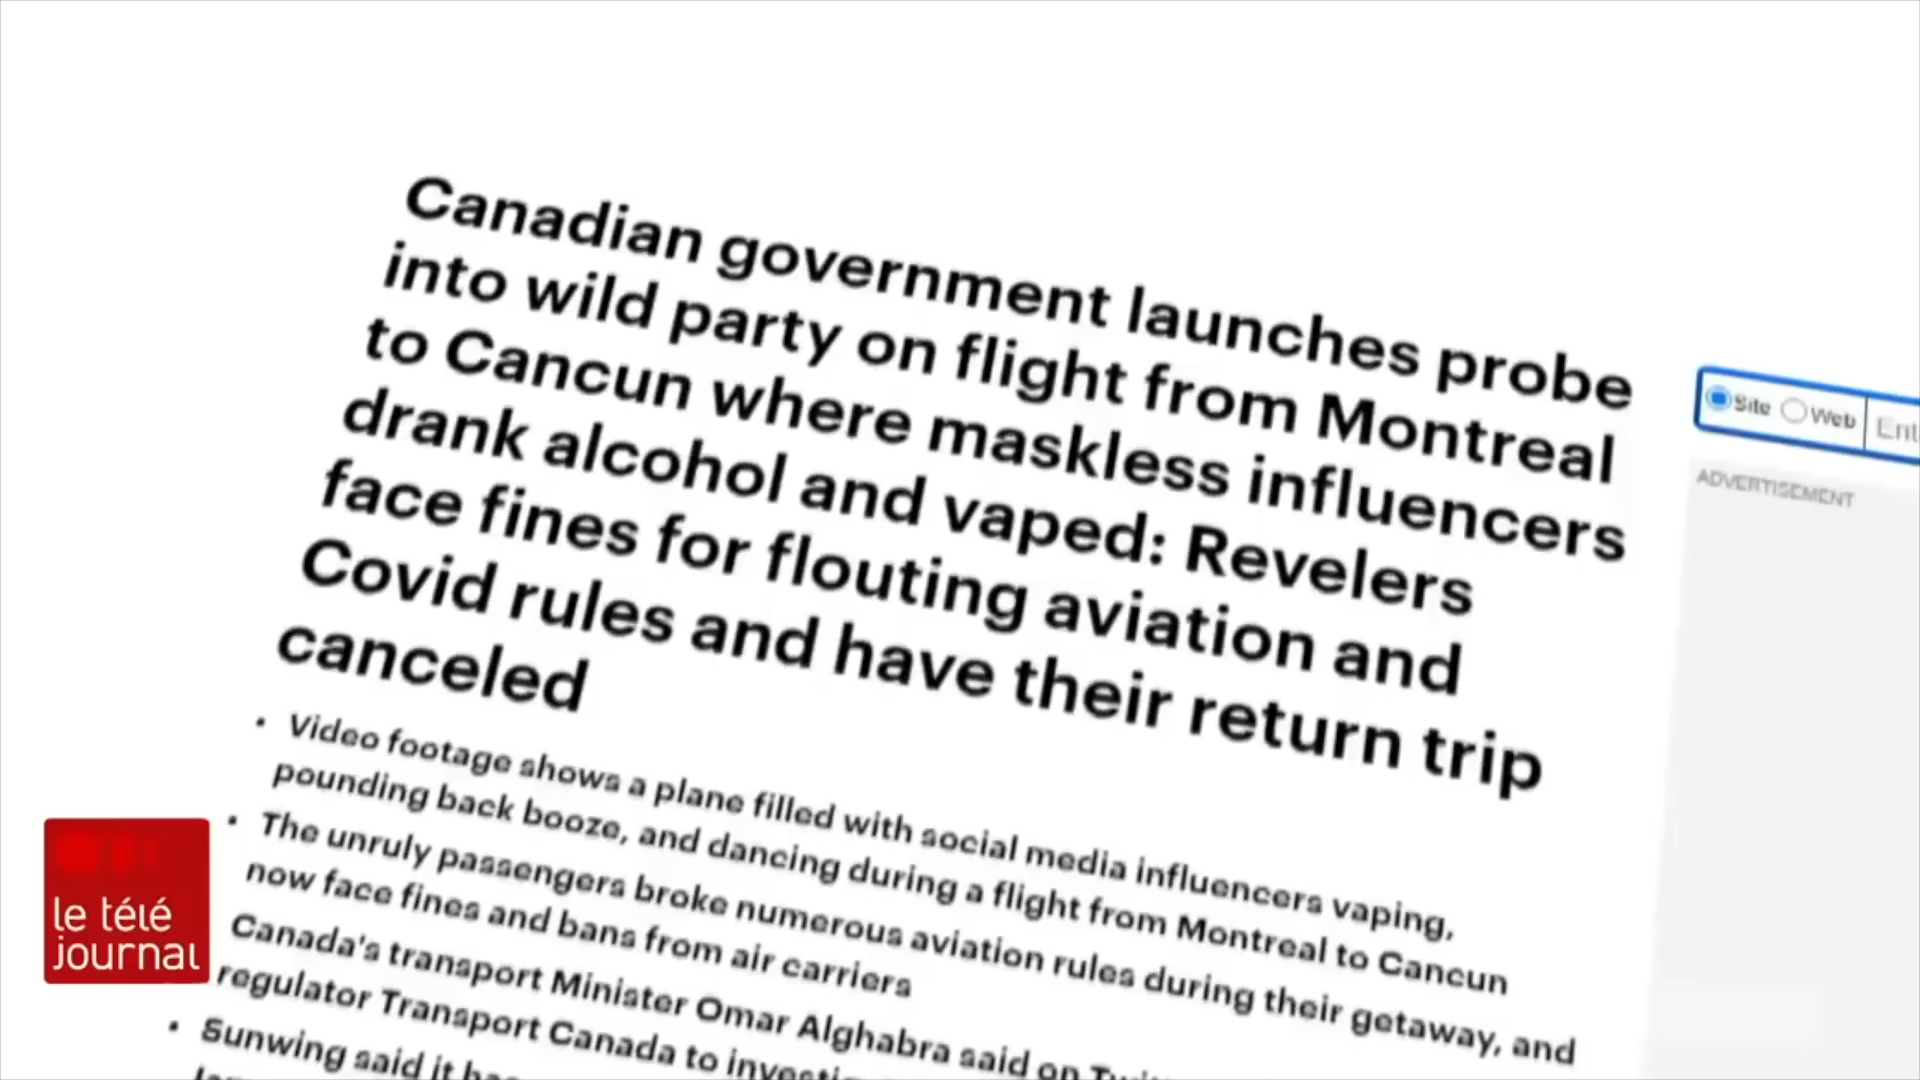 Canadian government launches probe
into wild party on flight from Montreal
to Cancun where maskless influencers
drank alcohol and vaped: Revelers
face fines for flouting aviation and
Covid rules and have their return trip
canceled
Site Web
ADVERTISEMENT
• Video footage shows a plane filled with social media influencers vaping,
pounding back booze, and dancing during a flight from Montreal to Cancun
• The unruly passengers broke numerous aviation rules during their getaway, and
now face fines and bans from air carriers
Canada's transport Minister Omar Alghabra said on
regulator Transport Canada to
• Sunwing said it has
le télé
journal